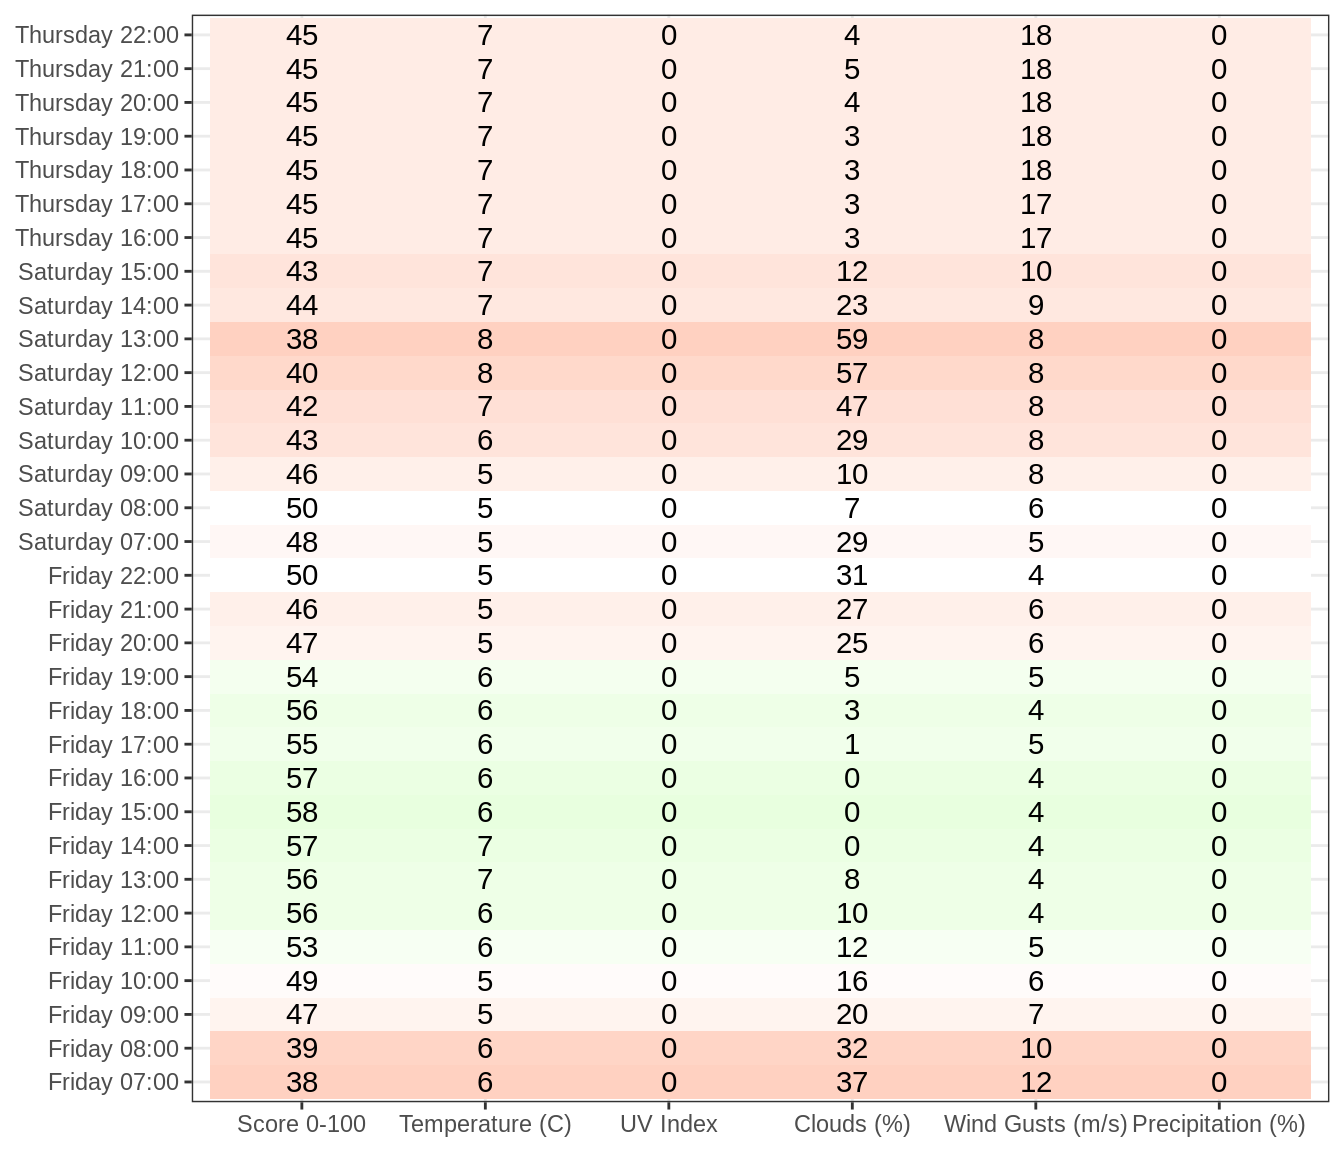 Thursday 22:00 45 7 0 4 18 0
Thursday 21:00 45 7 0 5 18 0
Thursday 20:00 45 7 0 4 18 0
Thursday 19:00 45 7 0 3 18 0
Thursday 18:00 45 7 0 3 18 0
Thursday 17:00 45 7 0 3 17 0
Thursday 16:00 45 7 0 3 17 0
Saturday 15:00 43 7 0 12 10 0
Saturday 14:00 44 7 0 23 9 0
Saturday 13:00 38 8 0 59 8 0
Saturday 12:00 40 8 0 57 8 0
Saturday 11:00 42 7 0 47 8 0
Saturday 10:00 43 6 0 29 8 0
Saturday 09:00 46 5 0 10 8 0
Saturday 08:00 50 5 0 7 6 0
Saturday 07:00 48 5 0 29 5 0
Friday 22:00 50 5 0 31 4 0
Friday 21:00 46 5 0 27 6 0
Friday 20:00 47 5 0 25 6 0
Friday 19:00 54 6 0 5 5 0
Friday 18:00 56 6 0 3 4 0
Friday 17:00 55 6 0 1 5 0
Friday 16:00 57 6 0 0 4 0
Friday 15:00 58 6 0 0 4 0
Friday 14:00 57 7 0 0 4 0
Friday 13:00 56 7 0 8 4 0
Friday 12:00 56 6 0 10 4 0
Friday 11:00 53 6 0 12 5 0
Friday 10:00 49 5 0 16 6 0
Friday 09:00 47 5 0 20 7 0
Friday 08:00 39 6 0 32 10 0
Friday 07:00 38 6 0 37 12 0
Score 0-100 Temperature (C) UV Index Clouds (%) Wind Gusts (m/s) Precipitation (%)